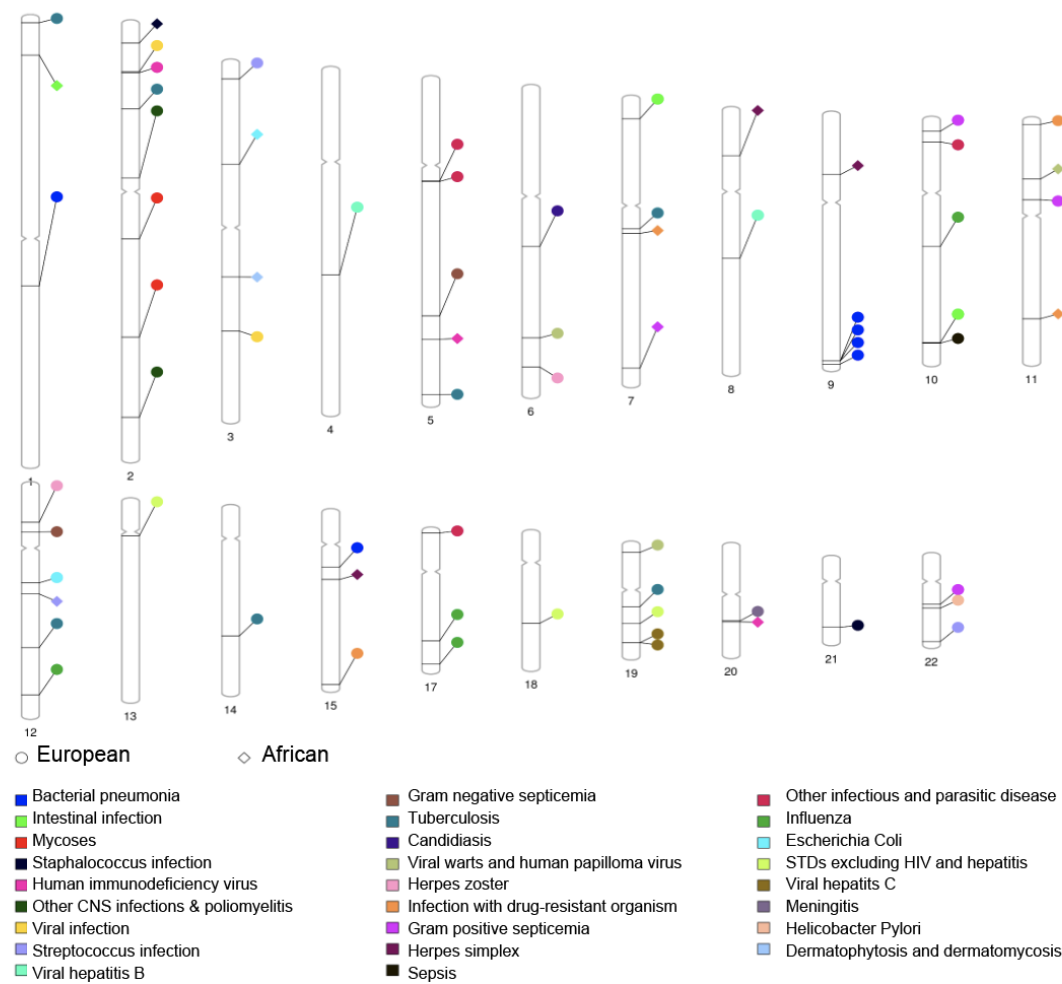 3
4
5
6
7
8
9
10
11
1
2
12
13
14
15
17
18
19
20
21
22
European
African
Bacterial pneumonia
Intestinal infection
Mycoses
Staphalococcus infection
Human immunodeficiency virus
Other CNS infections & poliomyelitis
Viral infection
Streptococcus infection
Viral hepatitis B
Gram negative septicemia
Tuberculosis
Candidiasis
Viral warts and human papilloma virus
Herpes zoster
Infection with drug-resistant organism
Gram positive septicemia
Herpes simplex
Sepsis
Other infectious and parasitic disease
Influenza
Escherichia Coli
STDs excluding HIV and hepatitis
Viral hepatits C
Meningitis
Helicobacter Pylori
Dermatophytosis and dermatomycosis